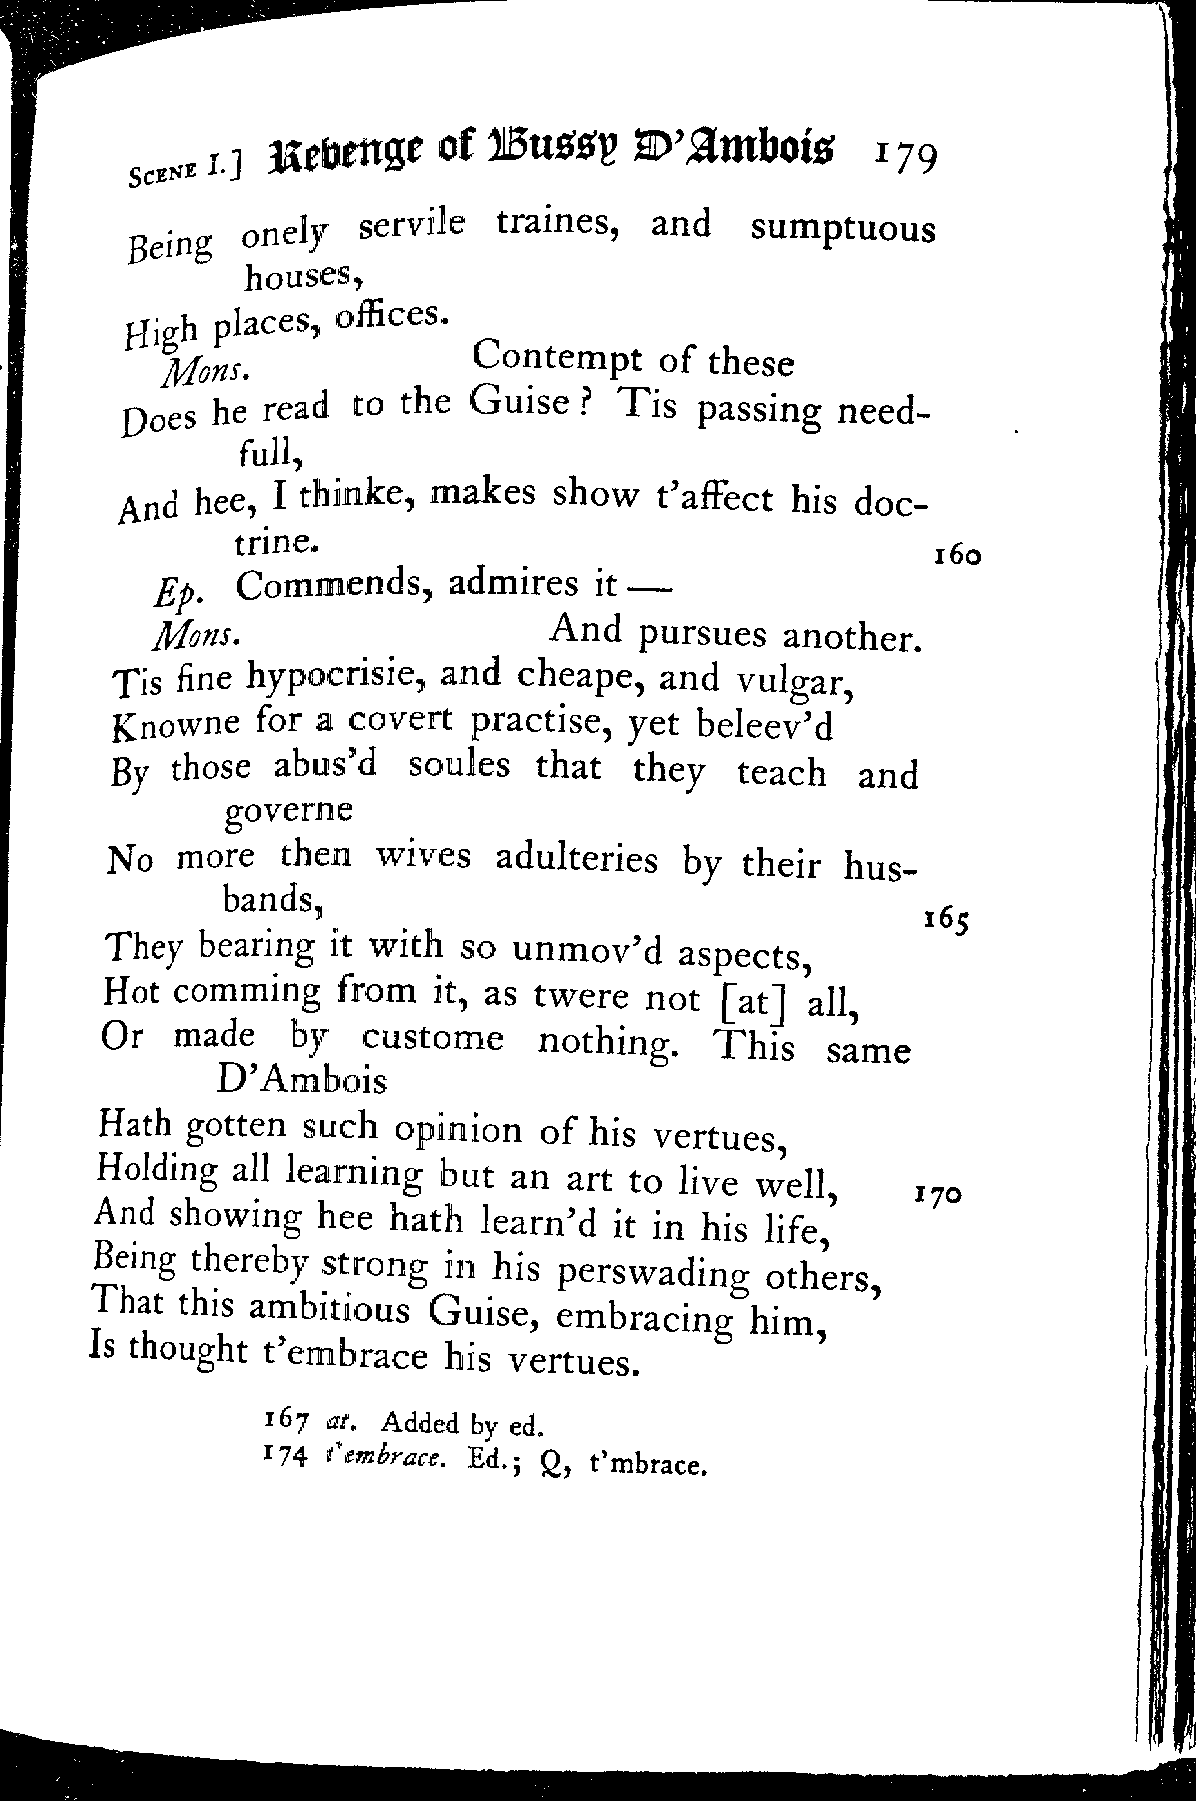 SCENE I.] Revenge of Bussy D'Ambois 179
Being onely servile traines, and sumptuous
houses,
High places, offices.
Mons. Contempt of these
Does he read to the Guise? Tis passing need-
full,
And hee, I thinke, makes show t'affect his doc-
trine. 160
Ep. Commends, admires it —
Mons. And pursues another.
Tis fine hypocrisie, and cheape, and vulgar,
Knowne for a covert practise, yet beleev'd
By those abus'd soules that they teach and
governe
No more then wives adulteries by their hus-
bands, 165
They bearing it with so unmov'd aspects,
Hot comming from it, as twere not [at] all,
Or made by custome nothing. This same
D'Ambois
Hath gotten such opinion of his vertues,
Holding all learning but an art to live well, 170
And showing hee hath learn'd it in his life,
Being thereby strong in his perswading others,
That this ambitious Guise, embracing him,
Is thought t'embrace his vertues.
167 at. Added by ed.
174 t'embrace. Ed.; Q, t'mbrace.